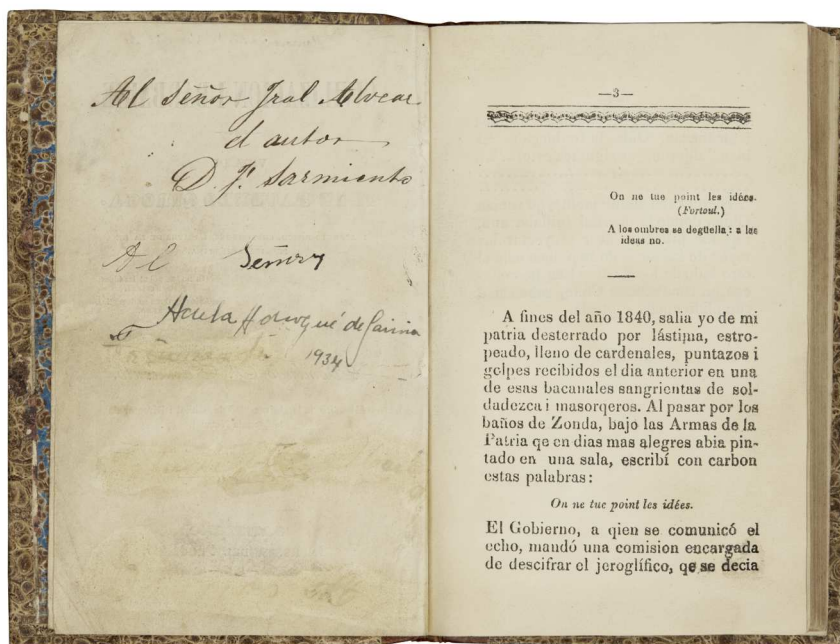 Al Señor Jral Alvear
el autor
D. F. Sarmiento
Al Señor
de
1934
—3—
On ne tue point les idées.
(Fortoul.)
A los ombres se degüella: a las
ideas no.
A fines del año 1840, salia yo de mi
patria desterrado por lástima, estro-
peado, lleno de cardenales, puntazos i
golpes recibidos el dia anterior en una
de esas bacanales sangrientas de sol-
dadezca i masorqeros. Al pasar por los
baños de Zonda, bajo las Armas de la
Patria qe en dias mas alegres abia pin-
tado en una sala, escribí con carbon
estas palabras:
On ne tue point les idées.
El Gobierno, a qien se comunicó el
echo, mandó una comision encargada
de descifrar el jeroglífico, qe se decia